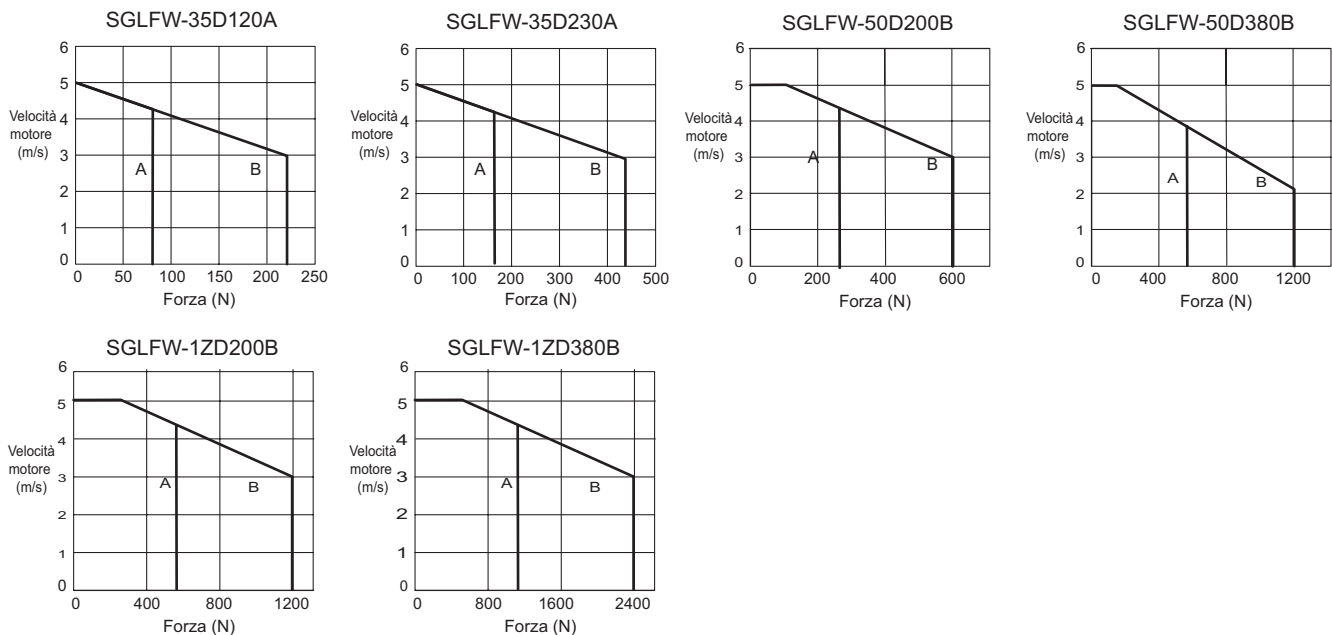 SGLFW-35D120A
6
5
4
3
2
1
0
Velocità
motore
(m/s)
A
B
0 50 100 150 200 250
Forza (N)
SGLFW-35D230A
6
5
4
3
2
1
0
Velocità
motore
(m/s)
A
B
0 100 200 300 400 500
Forza (N)
SGLFW-50D200B
6
5
4
3
2
1
0
Velocità
motore
(m/s)
A
B
0 200 400 600
Forza (N)
SGLFW-50D380B
6
5
4
3
2
1
0
Velocità
motore
(m/s)
A
B
0 400 800 1200
Forza (N)
SGLFW-1ZD200B
6
5
4
3
2
1
0
Velocità
motore
(m/s)
A
B
0 400 800 1200
Forza (N)
SGLFW-1ZD380B
6
5
4
3
2
1
0
Velocità
motore
(m/s)
A
B
0 800 1600 2400
Forza (N)